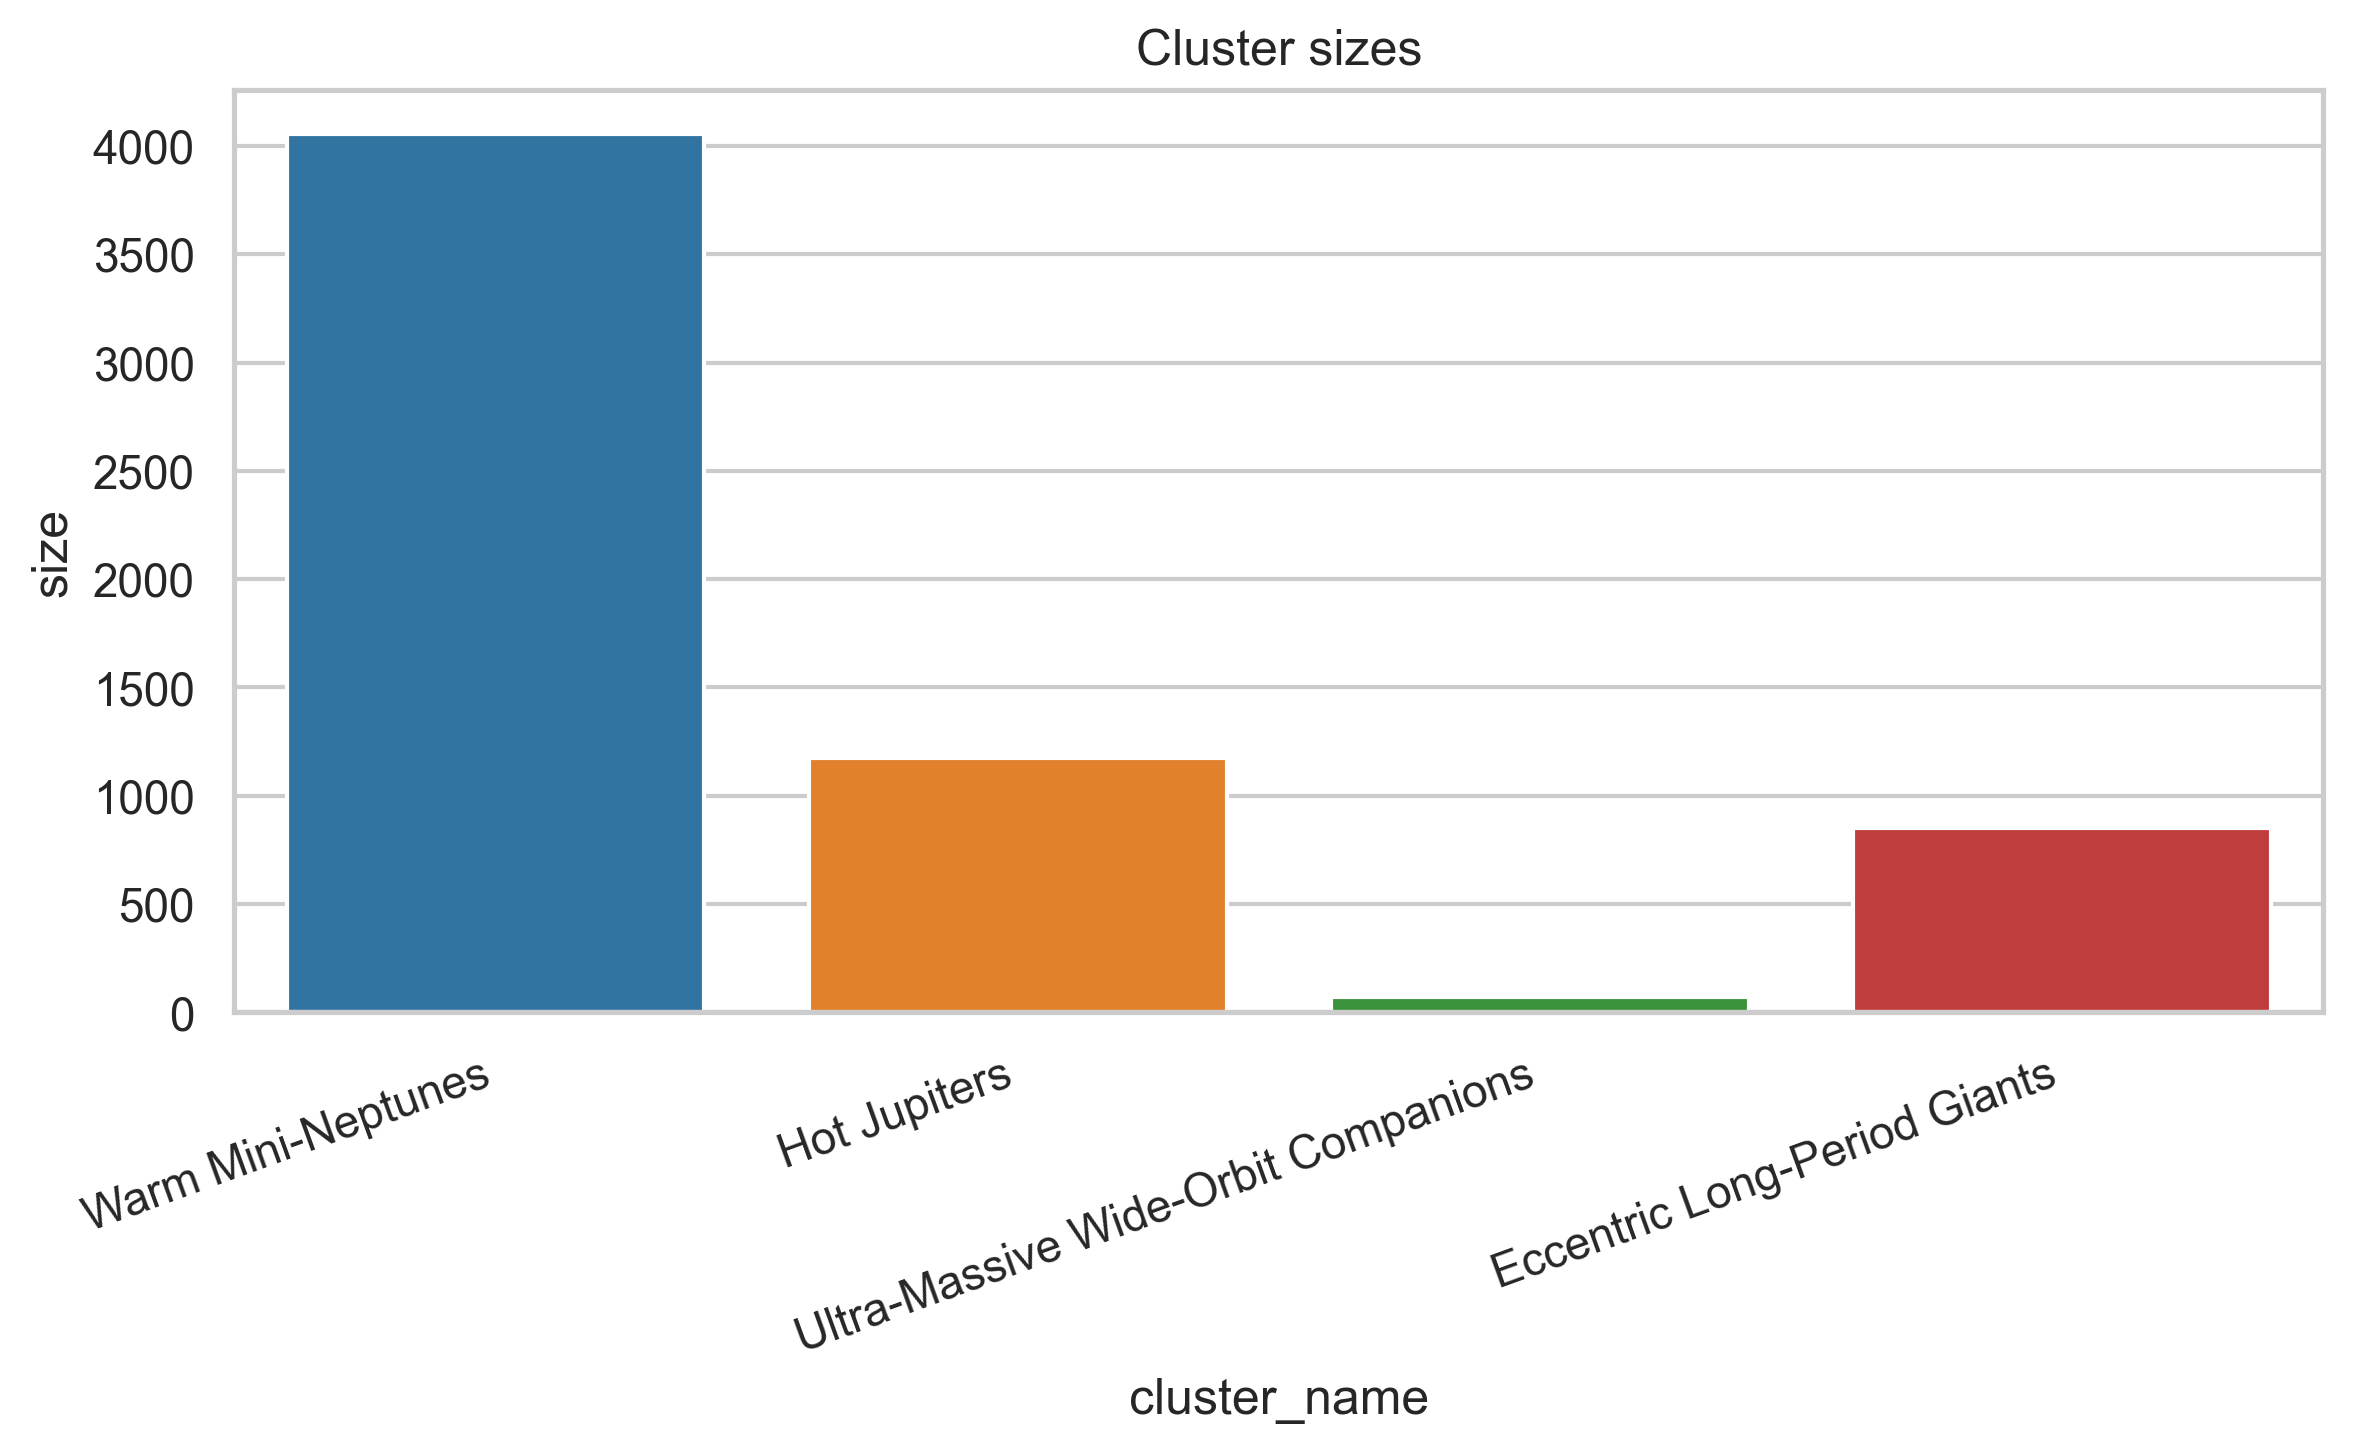 Cluster sizes
size
4000
3500
3000
2500
2000
1500
1000
500
0
Warm Mini-Neptunes
Hot Jupiters
Ultra-Massive Wide-Orbit Companions
Eccentric Long-Period Giants
cluster_name